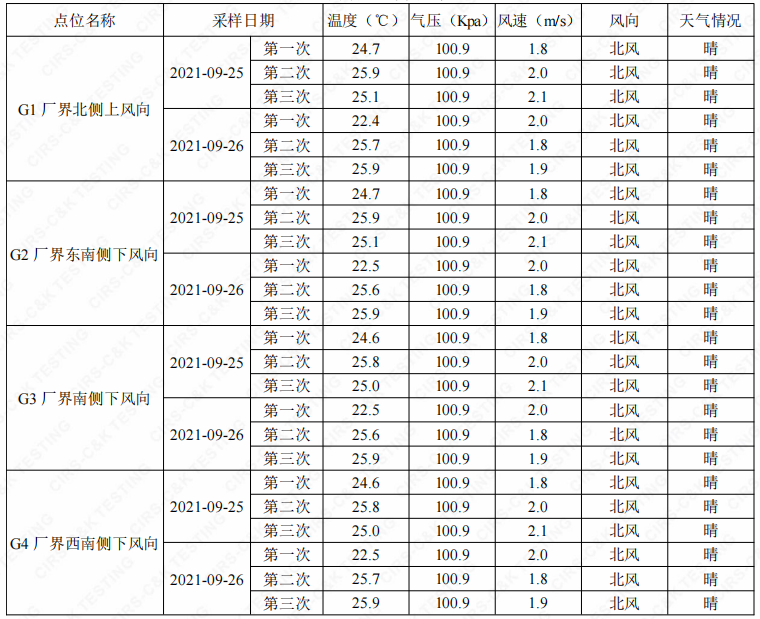 点位名称 采样日期 温度（℃） 气压（Kpa） 风速（m/s） 风向 天气情况
G1 厂界北侧上风向 2021-09-25 第一次 24.7 100.9 1.8 北风 晴
第二次 25.9 100.9 2.0 北风 晴
第三次 25.1 100.9 2.1 北风 晴
2021-09-26 第一次 22.4 100.9 2.0 北风 晴
第二次 25.7 100.9 1.8 北风 晴
第三次 25.9 100.9 1.9 北风 晴
G2 厂界东南侧下风向 2021-09-25 第一次 24.7 100.9 1.8 北风 晴
第二次 25.9 100.9 2.0 北风 晴
第三次 25.1 100.9 2.1 北风 晴
2021-09-26 第一次 22.5 100.9 2.0 北风 晴
第二次 25.6 100.9 1.8 北风 晴
第三次 25.9 100.9 1.9 北风 晴
G3 厂界南侧下风向 2021-09-25 第一次 24.6 100.9 1.8 北风 晴
第二次 25.8 100.9 2.0 北风 晴
第三次 25.0 100.9 2.1 北风 晴
2021-09-26 第一次 22.5 100.9 2.0 北风 晴
第二次 25.6 100.9 1.8 北风 晴
第三次 25.9 100.9 1.9 北风 晴
G4 厂界西南侧下风向 2021-09-25 第一次 24.6 100.9 1.8 北风 晴
第二次 25.8 100.9 2.0 北风 晴
第三次 25.0 100.9 2.1 北风 晴
2021-09-26 第一次 22.5 100.9 2.0 北风 晴
第二次 25.7 100.9 1.8 北风 晴
第三次 25.9 100.9 1.9 北风 晴
CIRS-C&K TESTING